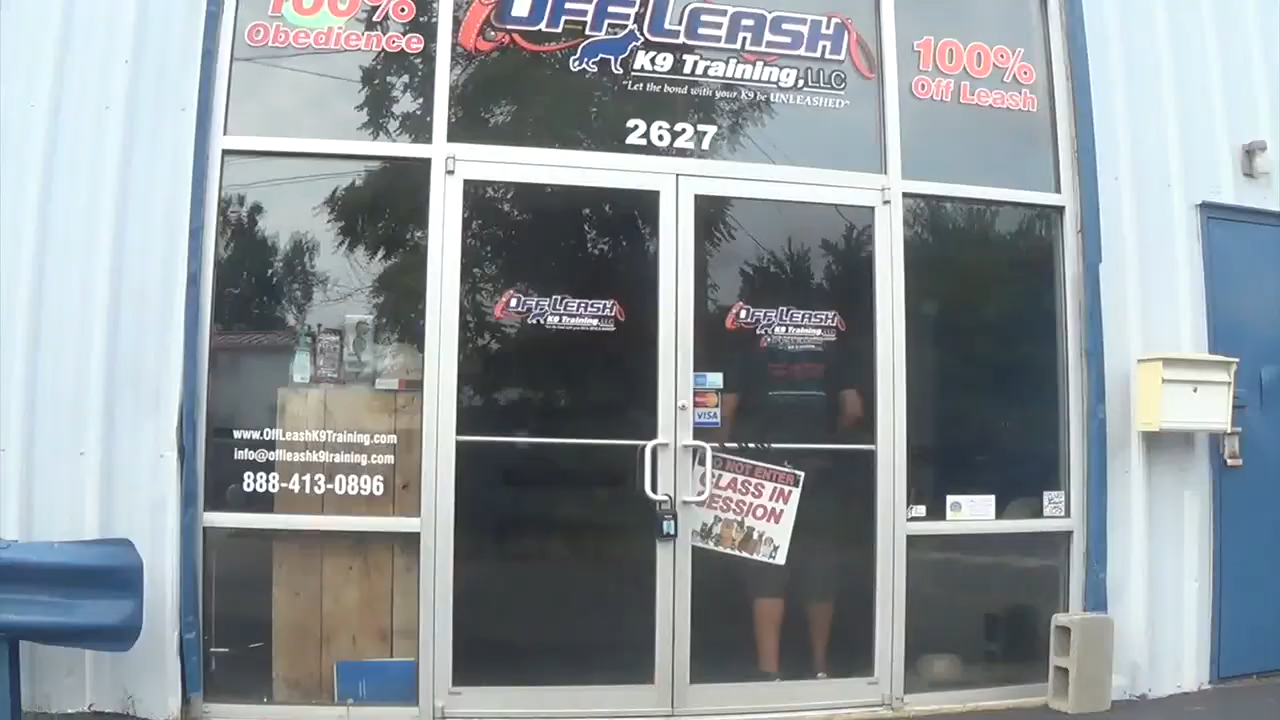 100%
Obedience
OFF LEASH
K9 Training, LLC
"Let the bond with your K9 be UNLEASHED"
100%
Off Leash
2627
OFF LEASH
K9 Training, LLC
OFF LEASH
K9 Training, LLC
VISA
www.OffLeashK9Training.com
info@offleashk9training.com
888-413-0896
DO NOT ENTER
CLASS IN
SESSION